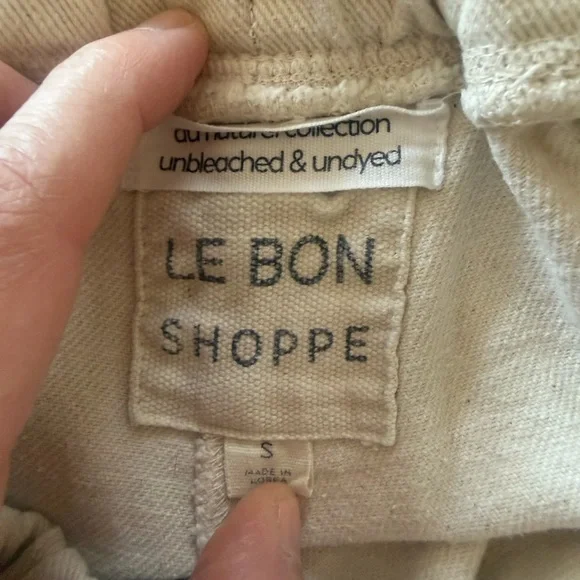 au naturel collection
unbleached & undyed
LE BON
SHOPPE
S
MADE IN
KOREA